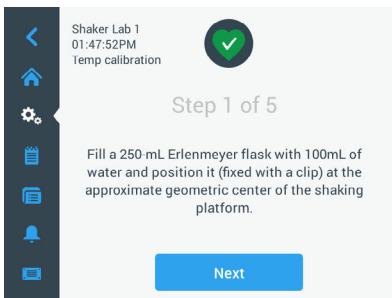 Shaker Lab 1
01:47:52PM
Temp calibration
Step 1 of 5
Fill a 250-mL Erlenmeyer flask with 100mL of
water and position it (fixed with a clip) at the
approximate geometric center of the shaking
platform.
Next